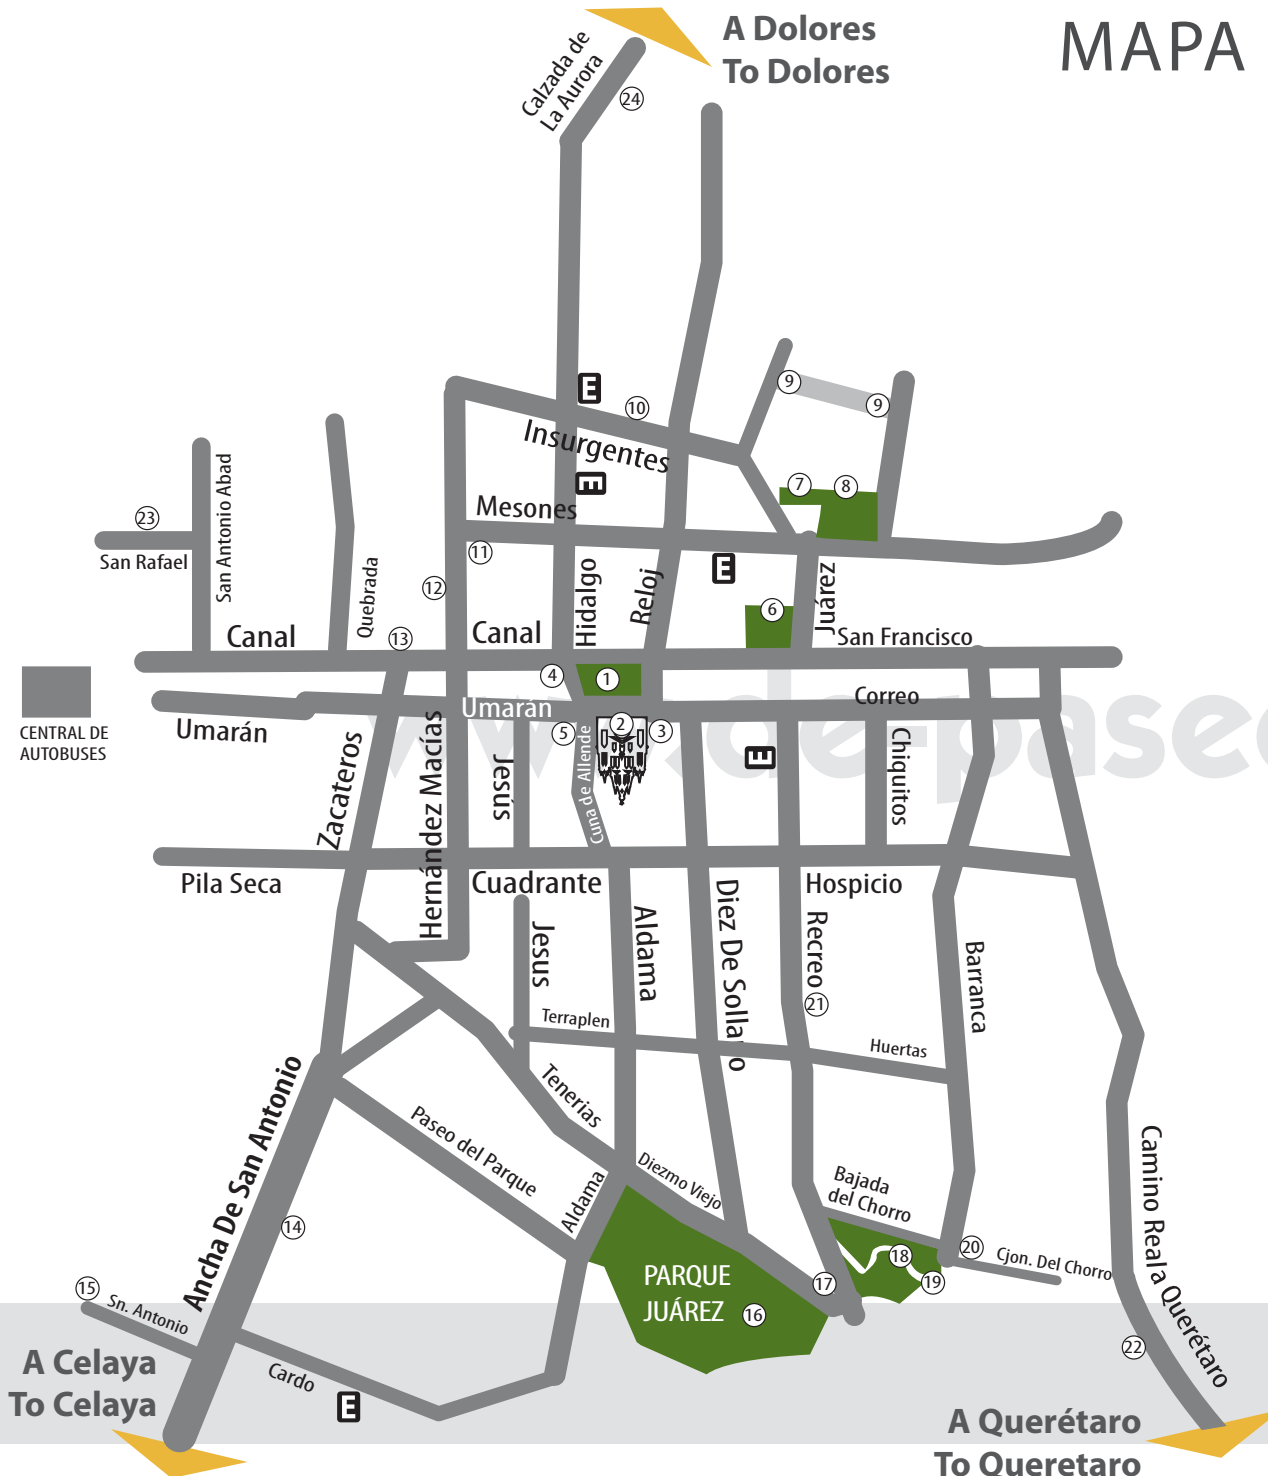 MAPA
A Dolores
To Dolores
Calzada de
La Aurora
24
9
9
E
10
Insurgentes
E
7
8
Mesones
San Antonio Abad
23
San Rafael
11
Quebrada
12
Hidalgo
Reloj
E
Juárez
6
13
Canal
Canal
San Francisco
4
1
CENTRAL DE
AUTOBUSES
Umarán
Umarán
Correo
www.de-paseo
5
2
3
E
Zacateros
Hernández Macías
Jesús
Cuna de Allende
Chiquitos
Pila Seca
Cuadrante
Hospicio
Jesus
Aldama
Diez De Sollano
Recreo
21
Barranca
Terraplen
Huertas
Tenerias
Ancha De San Antonio
Paseo del Parque
Aldama
Diezmo Viejo
Bajada
del Chorro
Camino Real a Querétaro
14
18
20
Cjon. Del Chorro
19
17
PARQUE
JUÁREZ
16
15
Sn. Antonio
22
Cardo
E
A Celaya
To Celaya
A Querétaro
To Queretaro